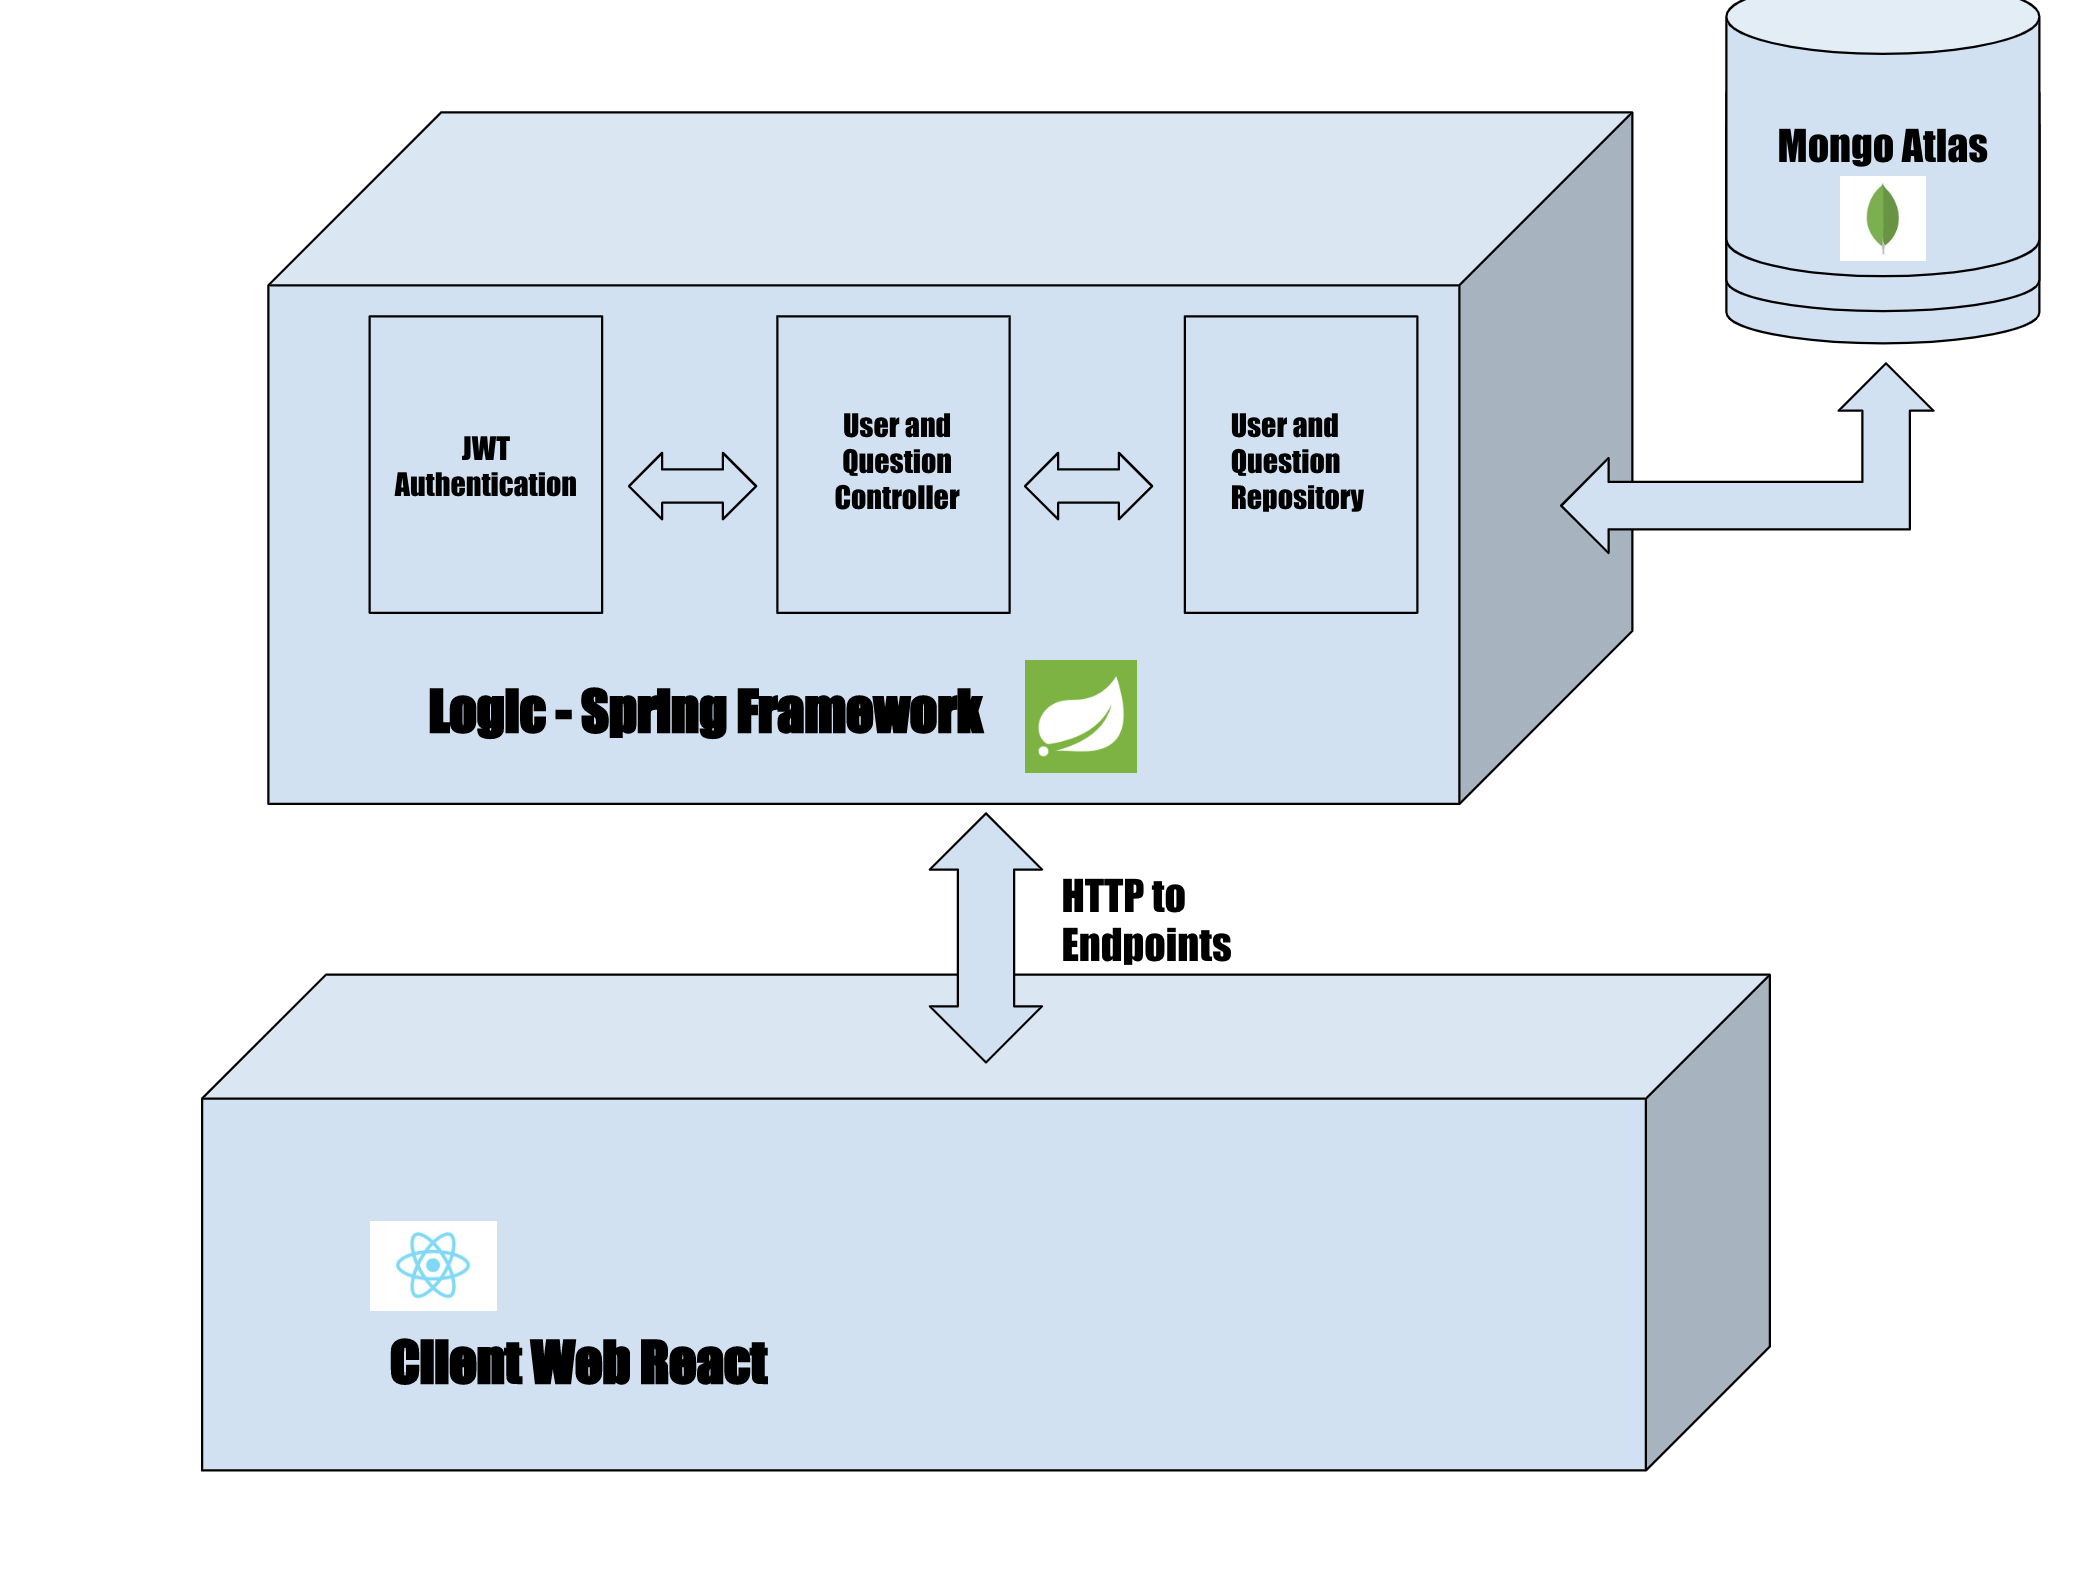 Mongo Atlas
JWT
Authentication
User and
Question
Controller
User and
Question
Repository
Logic - Spring Framework
HTTP to
Endpoints
Client Web React